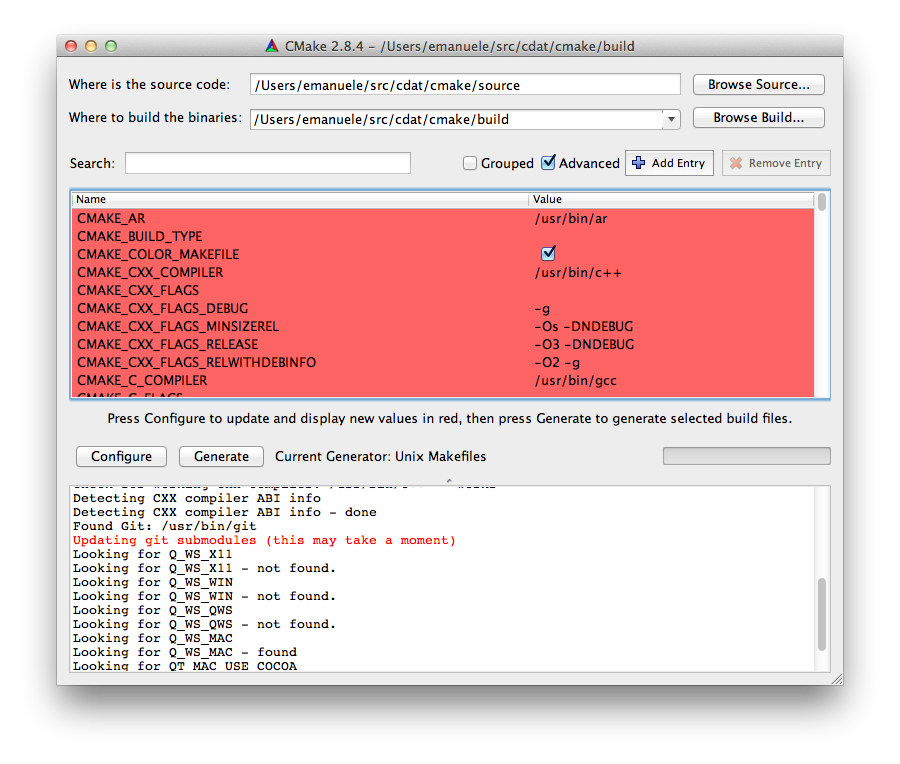 CMake 2.8.4 - /Users/emanuele/src/cdat/cmake/build
Where is the source code: /Users/emanuele/src/cdat/cmake/source Browse Source...
Where to build the binaries: /Users/emanuele/src/cdat/cmake/build Browse Build...
Search: Grouped Advanced Add Entry Remove Entry
Name Value
CMAKE_AR /usr/bin/ar
CMAKE_BUILD_TYPE
CMAKE_COLOR_MAKEFILE
CMAKE_CXX_COMPILER /usr/bin/c++
CMAKE_CXX_FLAGS
CMAKE_CXX_FLAGS_DEBUG -g
CMAKE_CXX_FLAGS_MINSIZEREL -Os -DNDEBUG
CMAKE_CXX_FLAGS_RELEASE -O3 -DNDEBUG
CMAKE_CXX_FLAGS_RELWITHDEBINFO -O2 -g
CMAKE_C_COMPILER /usr/bin/gcc
CMAKE_C_FLAGS
Press Configure to update and display new values in red, then press Generate to generate selected build files.
Configure Generate Current Generator: Unix Makefiles
Detecting CXX compiler ABI info
Detecting CXX compiler ABI info - done
Found Git: /usr/bin/git
Updating git submodules (this may take a moment)
Looking for Q_WS_X11
Looking for Q_WS_X11 - not found.
Looking for Q_WS_WIN
Looking for Q_WS_WIN - not found.
Looking for Q_WS_QWS
Looking for Q_WS_QWS - not found.
Looking for Q_WS_MAC
Looking for Q_WS_MAC - found
Looking for QT_MAC_USE_COCOA